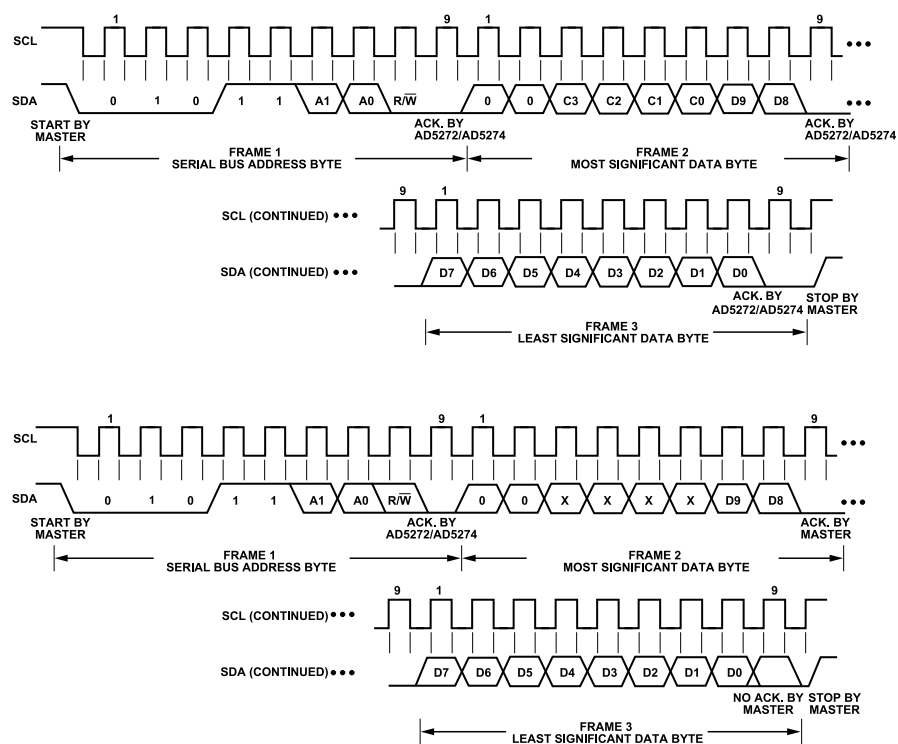 1 9 1 9
SCL
SDA 0 1 0 1 1 A1 A0 R/W̅ 0 0 C3 C2 C1 C0 D9 D8
START BY MASTER
ACK. BY AD5272/AD5274
ACK. BY AD5272/AD5274
FRAME 1
SERIAL BUS ADDRESS BYTE
FRAME 2
MOST SIGNIFICANT DATA BYTE
9 1 9
SCL (CONTINUED)
SDA (CONTINUED) D7 D6 D5 D4 D3 D2 D1 D0
ACK. BY AD5272/AD5274
STOP BY MASTER
FRAME 3
LEAST SIGNIFICANT DATA BYTE
1 9 1 9
SCL
SDA 0 1 0 1 1 A1 A0 R/W̅ 0 0 X X X X D9 D8
START BY MASTER
ACK. BY AD5272/AD5274
ACK. BY MASTER
FRAME 1
SERIAL BUS ADDRESS BYTE
FRAME 2
MOST SIGNIFICANT DATA BYTE
9 1 9
SCL (CONTINUED)
SDA (CONTINUED) D7 D6 D5 D4 D3 D2 D1 D0
NO ACK. BY MASTER
STOP BY MASTER
FRAME 3
LEAST SIGNIFICANT DATA BYTE